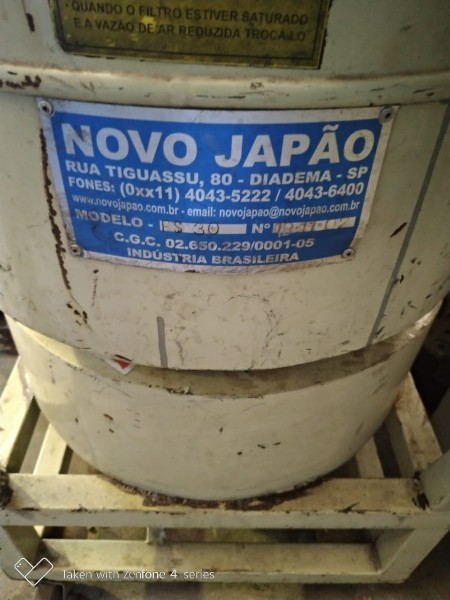 QUANDO O FILTRO ESTIVER SATURADO
E A VAZÃO DE AR REDUZIDA TROCÁ-LO
NOVO JAPÃO
RUA TIGUASSU, 80 - DIADEMA - SP
FONES: (0xx11) 4043-5222 / 4043-6400
www.novojapao.com.br - email: novojapao@novojapao.com.br
MODELO - 30 Nº
C.G.C. 02.650.229/0001-05
INDÚSTRIA BRASILEIRA
Taken with Zenfone 4 series